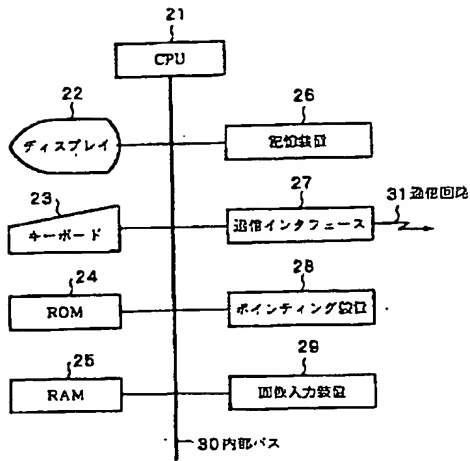 21
CPU
22
ディスプレイ
26
記憶装置
23
キーボード
27
通信インタフェース
31 通信回路
24
ROM
28
ポインティング装置
25
RAM
29
画像入力装置
30 内部バス